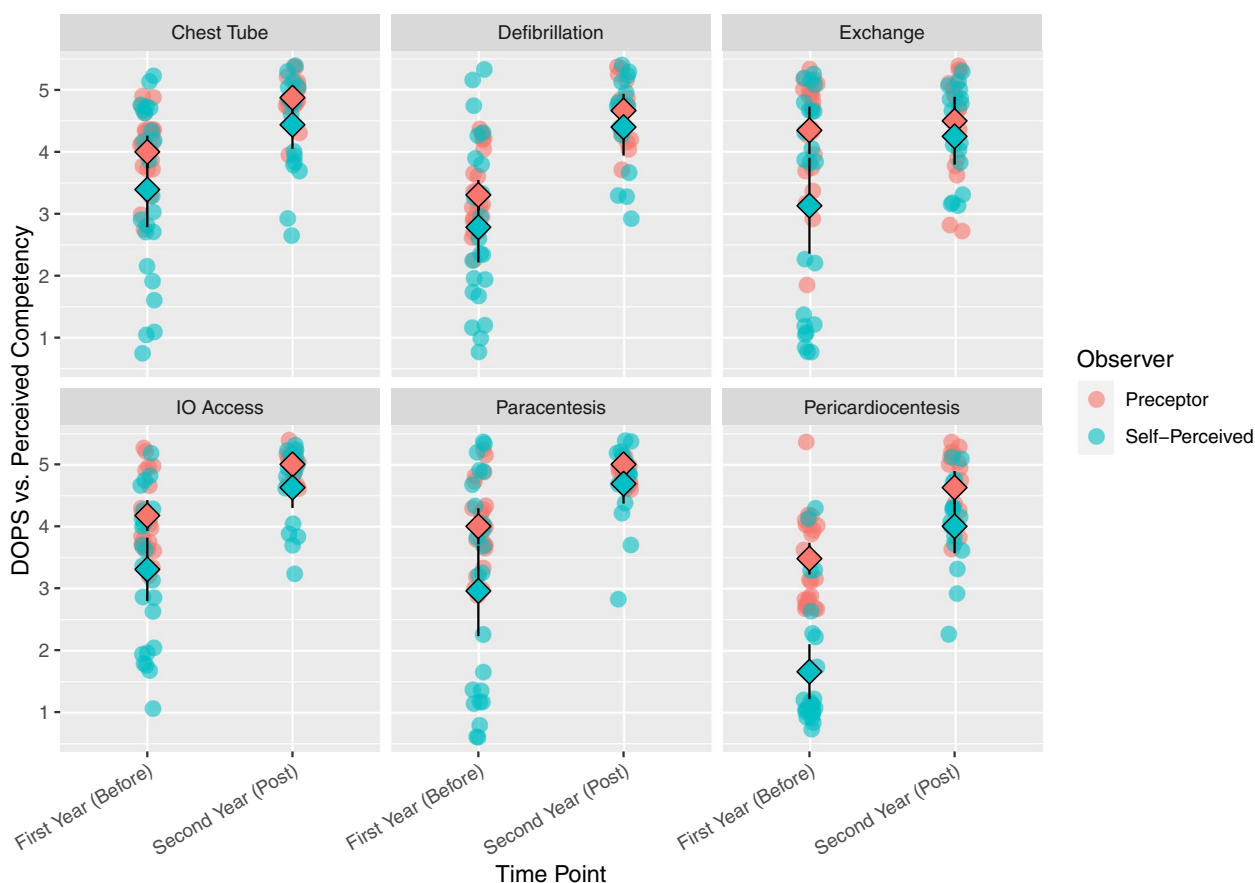 Chest Tube
Defibrillation
Exchange
5
4
3
2
1
IO Access
Paracentesis
Pericardiocentesis
5
4
3
2
1
DOPS vs. Perceived Competency
First Year (Before)
Second Year (Post)
First Year (Before)
Second Year (Post)
First Year (Before)
Second Year (Post)
Time Point
Observer
Preceptor
Self-Perceived